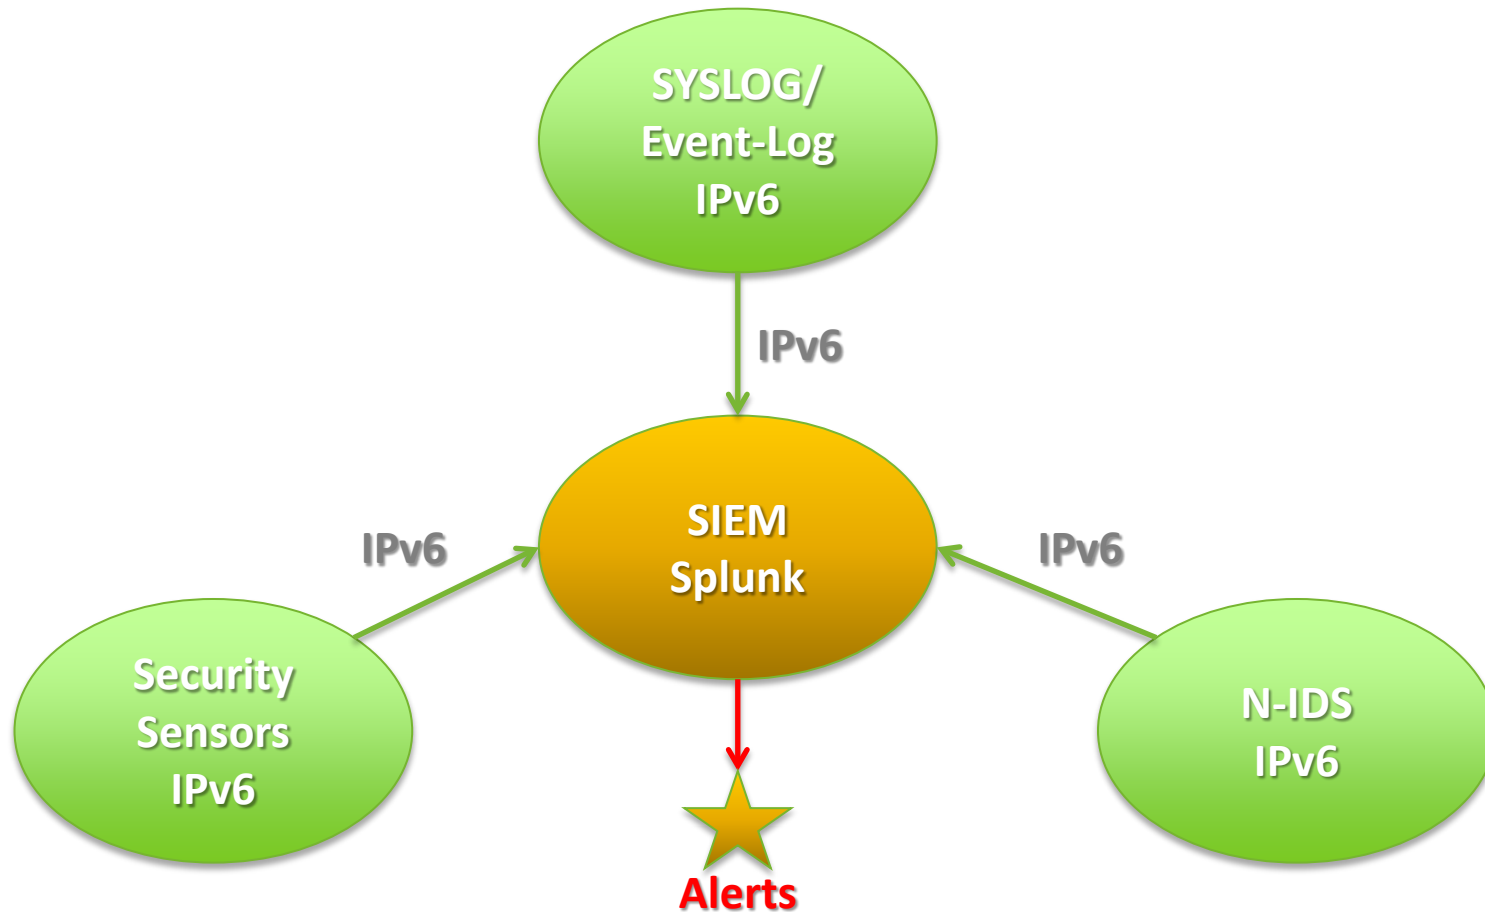 SYSLOG/
Event-Log
IPv6
IPv6
SIEM
Splunk
IPv6
IPv6
Security
Sensors
IPv6
N-IDS
IPv6
Alerts